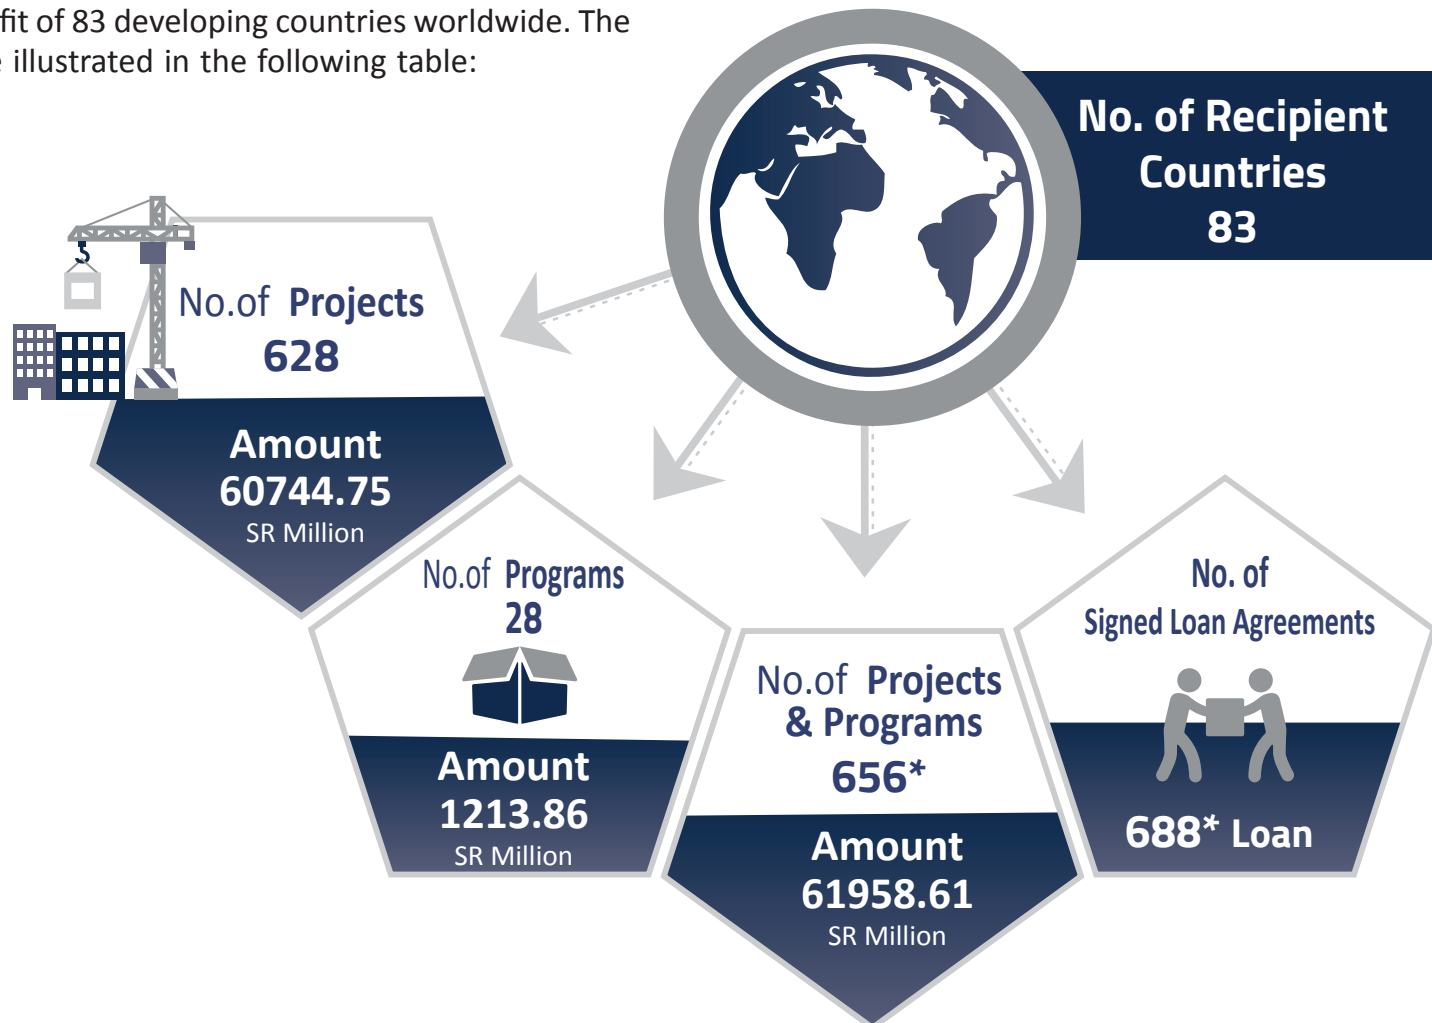 fit of 83 developing countries worldwide. The
e illustrated in the following table:
No. of Recipient
Countries
83
No.of Projects
628
Amount
60744.75
SR Million
No.of Programs
28
Amount
1213.86
SR Million
No.of Projects
& Programs
656*
Amount
61958.61
SR Million
No. of
Signed Loan Agreements
688* Loan